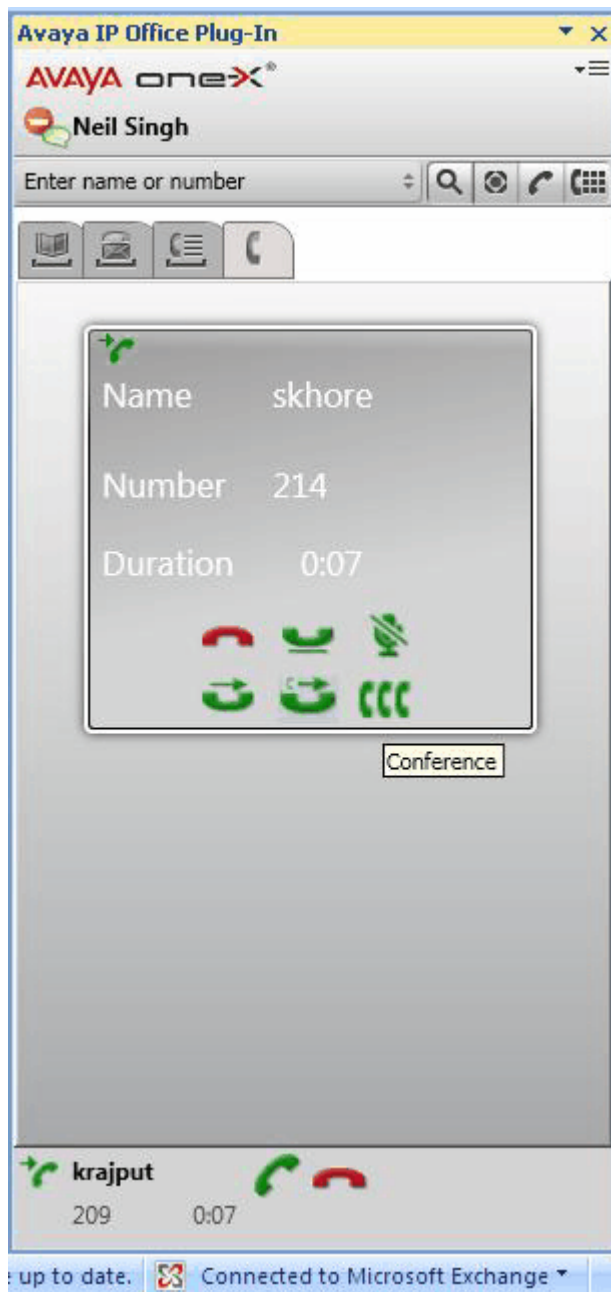 Avaya IP Office Plug-In
AVAYA one-X®
Neil Singh
Enter name or number
Name skhore
Number 214
Duration 0:07
Conference
krajput
209 0:07
up to date. Connected to Microsoft Exchange